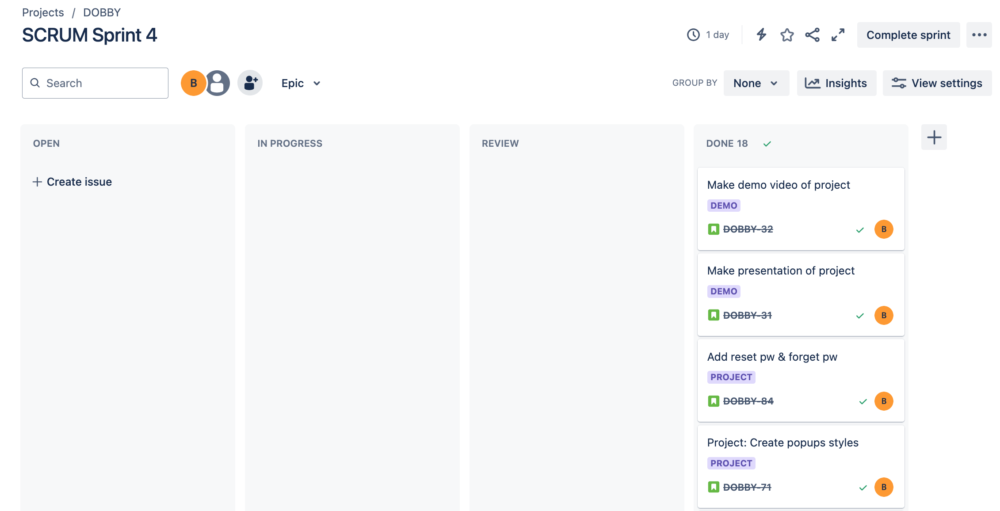 Projects / DOBBY
SCRUM Sprint 4
1 day
Complete sprint
Search
B
Epic
GROUP BY
None
Insights
View settings
OPEN
Create issue
IN PROGRESS
REVIEW
DONE 18
Make demo video of project
DEMO
DOBBY-32
B
Make presentation of project
DEMO
DOBBY-31
B
Add reset pw & forget pw
PROJECT
DOBBY-84
B
Project: Create popups styles
PROJECT
DOBBY-71
B